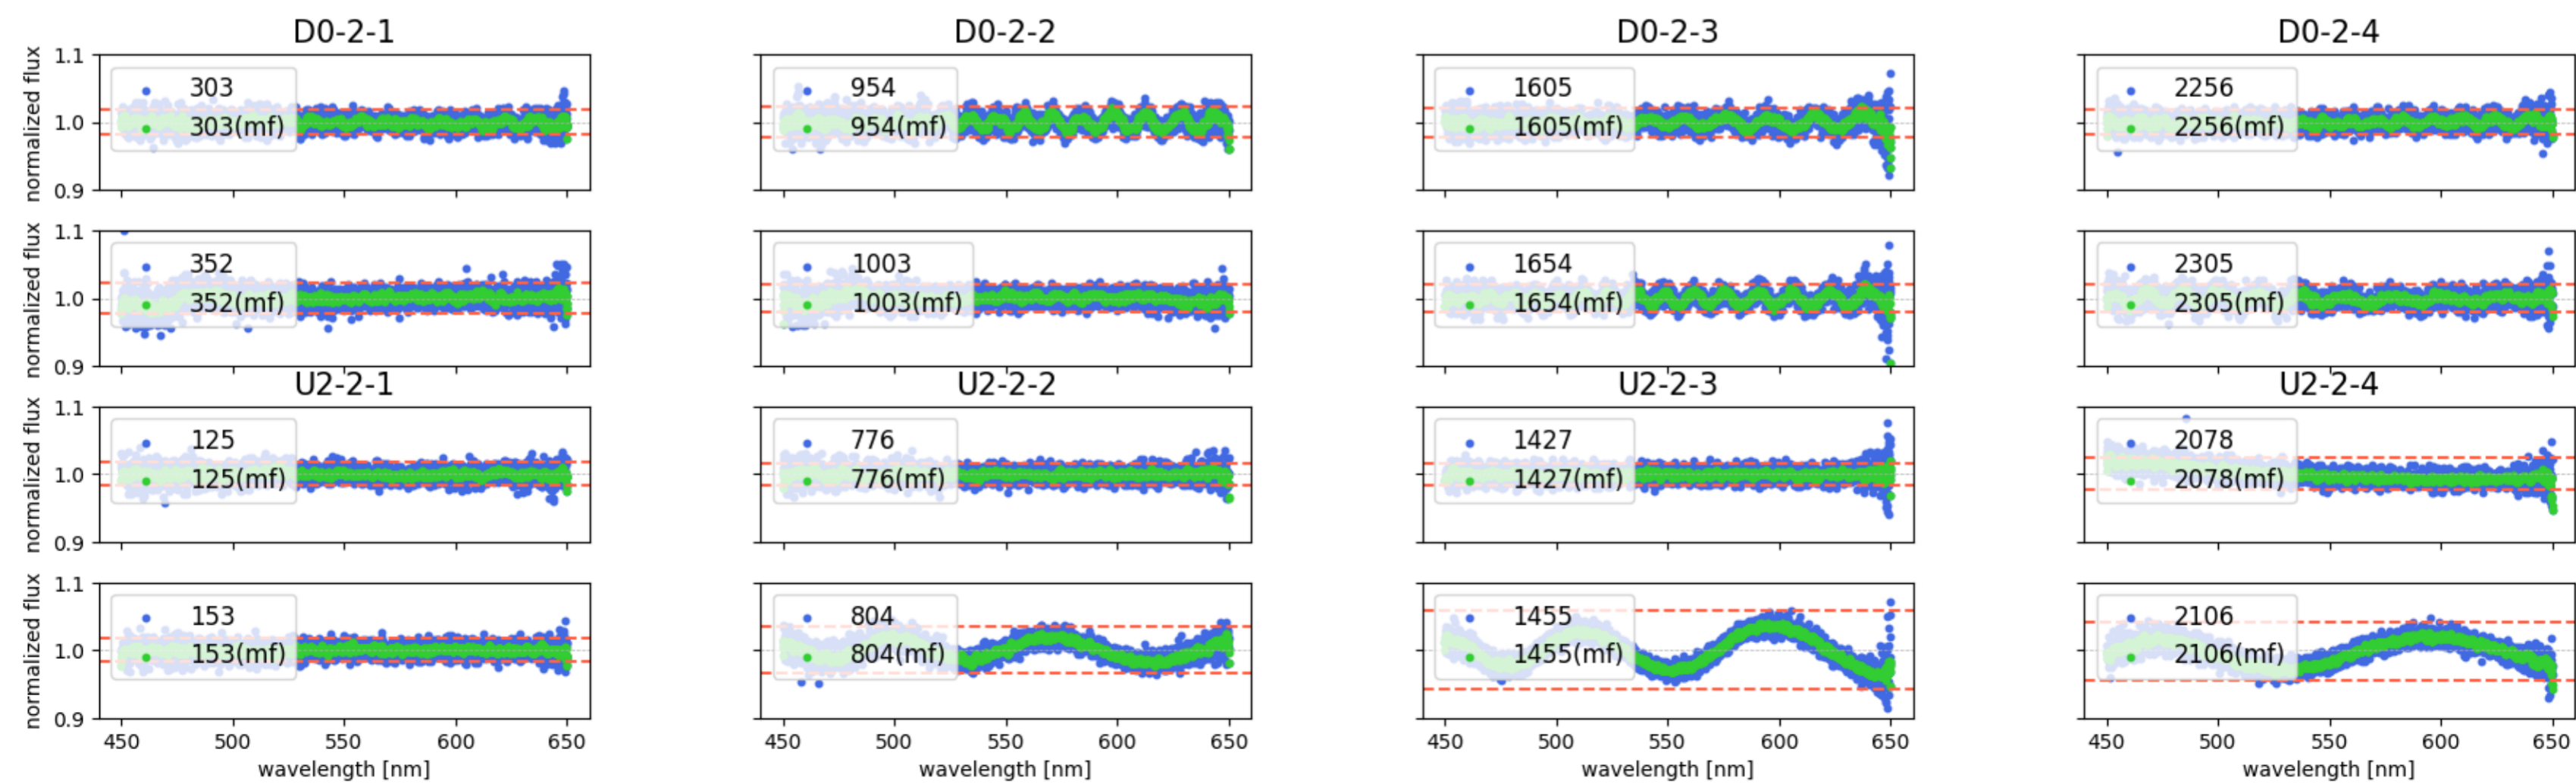 D0-2-1 D0-2-2 D0-2-3 D0-2-4
normalized flux
1.1
1.0
0.9
303
303(mf)
954
954(mf)
1605
1605(mf)
2256
2256(mf)
normalized flux
1.1
1.0
0.9
352
352(mf)
1003
1003(mf)
1654
1654(mf)
2305
2305(mf)
U2-2-1 U2-2-2 U2-2-3 U2-2-4
normalized flux
1.1
1.0
0.9
125
125(mf)
776
776(mf)
1427
1427(mf)
2078
2078(mf)
normalized flux
1.1
1.0
0.9
153
153(mf)
804
804(mf)
1455
1455(mf)
2106
2106(mf)
450 500 550 600 650 450 500 550 600 650 450 500 550 600 650 450 500 550 600 650
wavelength [nm] wavelength [nm] wavelength [nm] wavelength [nm]